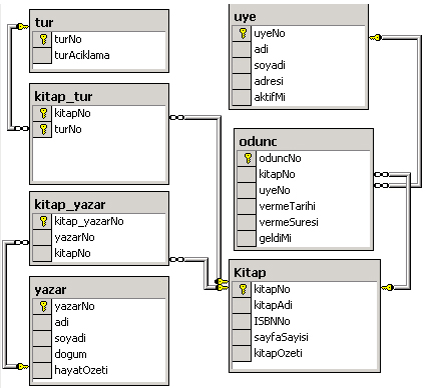 tur
turNo
turAciklama
kitap_tur
kitapNo
turNo
kitap_yazar
kitap_yazarNo
yazarNo
kitapNo
yazar
yazarNo
adi
soyadi
dogum
hayatOzeti
uye
uyeNo
adi
soyadi
adresi
aktifMi
odunc
oduncNo
kitapNo
uyeNo
vermeTarihi
vermeSuresi
geldiMi
Kitap
kitapNo
kitapAdi
ISBNNo
sayfaSayisi
kitapOzeti